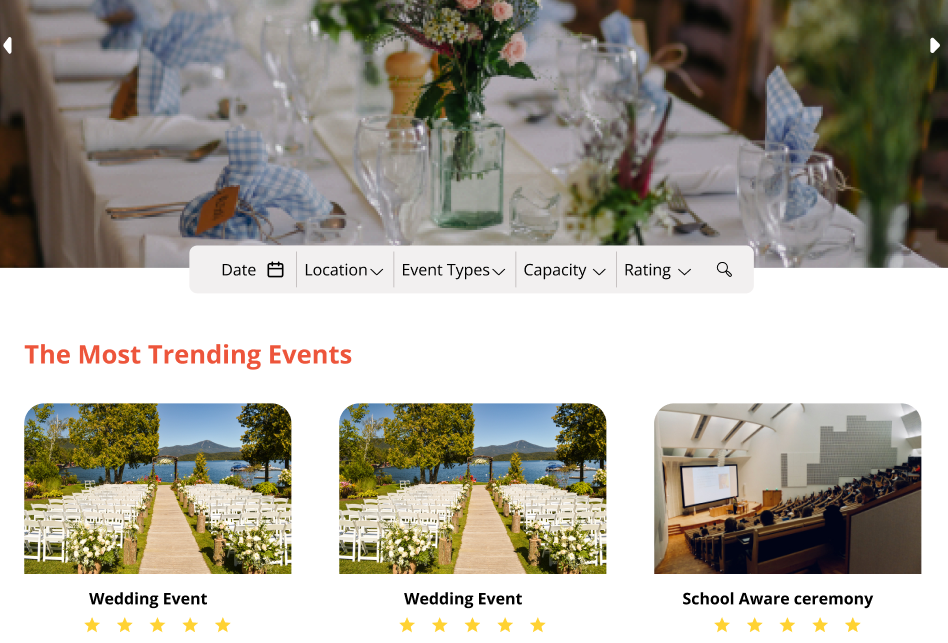 Date Location Event Types Capacity Rating
The Most Trending Events
Wedding Event Wedding Event School Aware ceremony